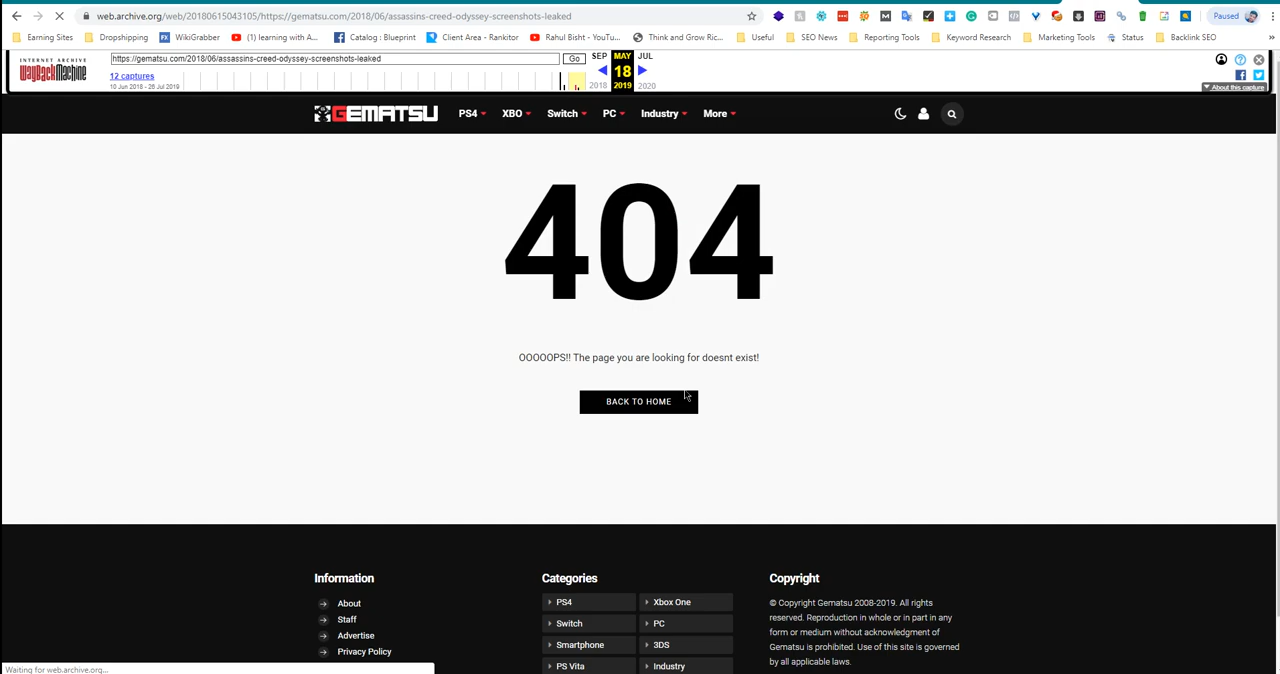 web.archive.org/web/20180615043105/https://gematsu.com/2018/06/assassins-creed-odyssey-screenshots-leaked
Paused
Earning Sites Dropshipping FX WikiGrabber (1) learning with A... Catalog : Blueprint Client Area - Rankitor Rahul Bisht - YouTu... Think and Grow Ric... Useful SEO News Reporting Tools Keyword Research Marketing Tools Status Backlink SEO »
INTERNET ARCHIVE
WayBackMachine
https://gematsu.com/2018/06/assassins-creed-odyssey-screenshots-leaked
Go
SEP MAY JUL
12 captures
10 Jun 2018 - 26 Jul 2019
18
2018 2019 2020
About this capture
GEMATSU PS4 XBO Switch PC Industry More
404
OOOOOPS!! The page you are looking for doesnt exist!
BACK TO HOME
Information
About
Staff
Advertise
Privacy Policy
Categories
PS4 Xbox One
Switch PC
Smartphone 3DS
PS Vita Industry
Copyright
© Copyright Gematsu 2008-2019. All rights
reserved. Reproduction in whole or in part in any
form or medium without acknowledgment of
Gematsu is prohibited. Use of this site is governed
by all applicable laws.
Waiting for web.archive.org...